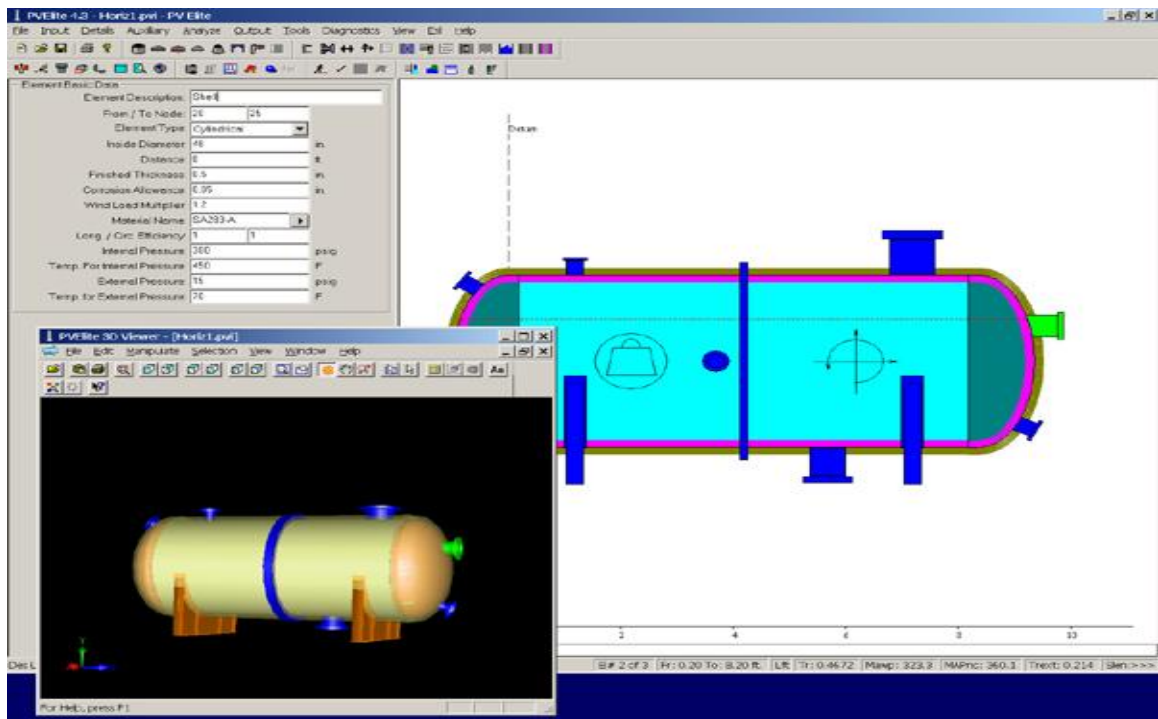 PVElite 4.3 - Horiz1.pvi - PV Elite
File Input Details Auxiliary Analyze Output Tools Diagnostics View Esl Help
Element Basic Data
Element Description: Shell
From / To Node: 20 25
Element Type: Cylindrical
Inside Diameter: 48 in.
Distance: 8 ft.
Finished Thickness: 0.5 in.
Corrosion Allowance: 0.05 in.
Wind Load Multiplier: 1.2
Material Name: SA283-A
Long. / Circ. Efficiency: 1 1
Internal Pressure: 300 psig
Temp. For Internal Pressure: 450 F
External Pressure: 15 psig
Temp. for External Pressure: 70 F
Datum
PVElite 3D Viewer - [Horiz1.pvi]
File Edit Manipulate Selection View Window Help
Aa
Y
2 4 6 8 10
El# 2 of 3 Fr: 0.20 To: 8.20 ft. Lft Tr: 0.4672 Mawp: 323.3 MAPnc: 360.1 Trext: 0.214 Slen:>>>
For Help, press F1